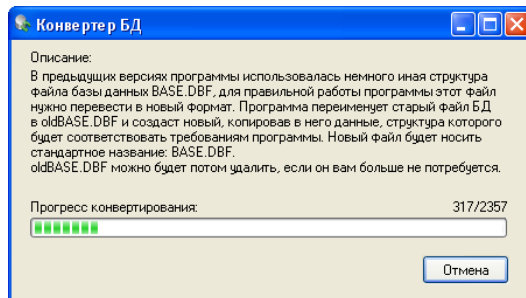 Конвертер БД
Описание:
В предыдущих версиях программы использовалась немного иная структура
файла базы данных BASE.DBF, для правильной работы программы этот файл
нужно перевести в новый формат. Программа переименует старый файл БД
в oldBASE.DBF и создаст новый, копировав в него данные, структура которого
будет соответствовать требованиям программы. Новый файл будет носить
стандартное название: BASE.DBF.
oldBASE.DBF можно будет потом удалить, если он вам больше не потребуется.
Прогресс конвертирования: 317/2357
Отмена